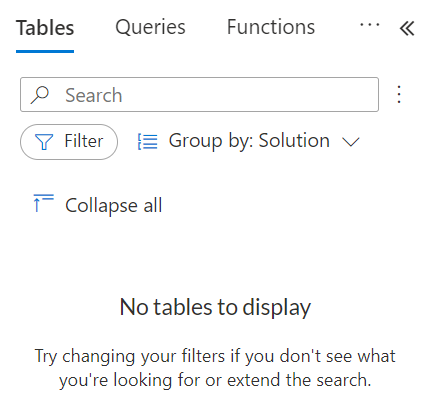 Tables Queries Functions ...
Search
Filter Group by: Solution
Collapse all
No tables to display
Try changing your filters if you don't see what
you're looking for or extend the search.